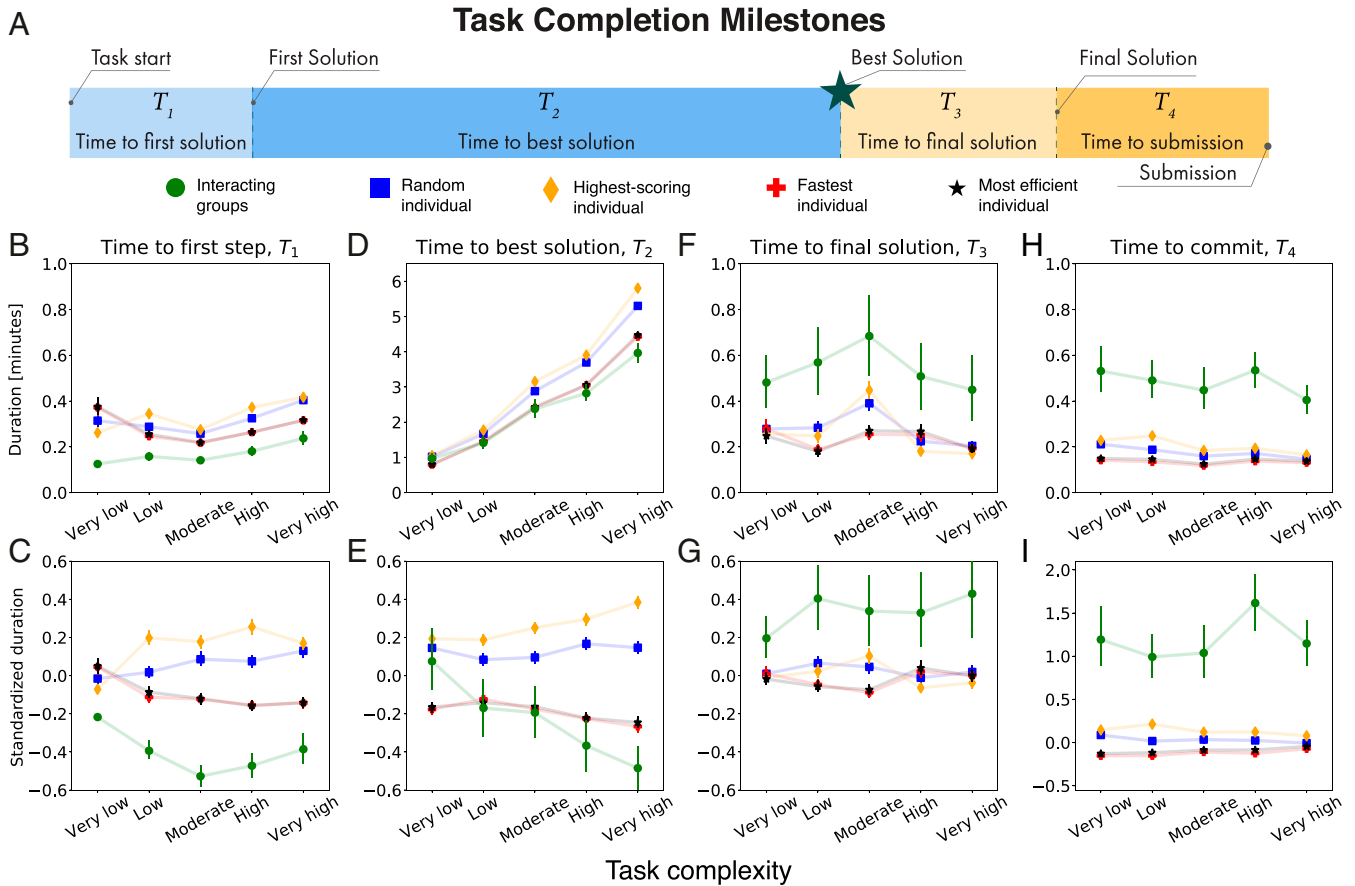 A
Task Completion Milestones
Task start
First Solution
Best Solution
Final Solution
T1
T2
T3
T4
Time to first solution
Time to best solution
Time to final solution
Time to submission
Submission
Interacting
groups
Random
individual
Highest-scoring
individual
Fastest
individual
Most efficient
individual
B
Time to first step, T1
Duration [minutes]
1.0
0.8
0.6
0.4
0.2
0.0
Very low
Low
Moderate
High
Very high
D
Time to best solution, T2
6
5
4
3
2
1
0
Very low
Low
Moderate
High
Very high
F
Time to final solution, T3
1.0
0.8
0.6
0.4
0.2
0.0
Very low
Low
Moderate
High
Very high
H
Time to commit, T4
1.0
0.8
0.6
0.4
0.2
0.0
Very low
Low
Moderate
High
Very high
C
Standardized duration
0.6
0.4
0.2
0.0
−0.2
−0.4
−0.6
Very low
Low
Moderate
High
Very high
E
0.6
0.4
0.2
0.0
−0.2
−0.4
−0.6
Very low
Low
Moderate
High
Very high
G
0.6
0.4
0.2
0.0
−0.2
−0.4
−0.6
Very low
Low
Moderate
High
Very high
I
2.0
1.5
1.0
0.5
0.0
−0.5
Very low
Low
Moderate
High
Very high
Task complexity